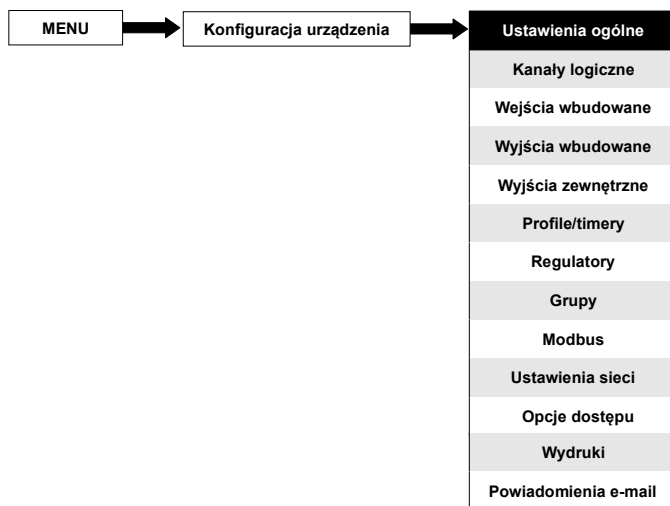 MENU
Konfiguracja urządzenia
Ustawienia ogólne
Kanały logiczne
Wejścia wbudowane
Wyjścia wbudowane
Wyjścia zewnętrzne
Profile/timery
Regulatory
Grupy
Modbus
Ustawienia sieci
Opcje dostępu
Wydruki
Powiadomienia e-mail